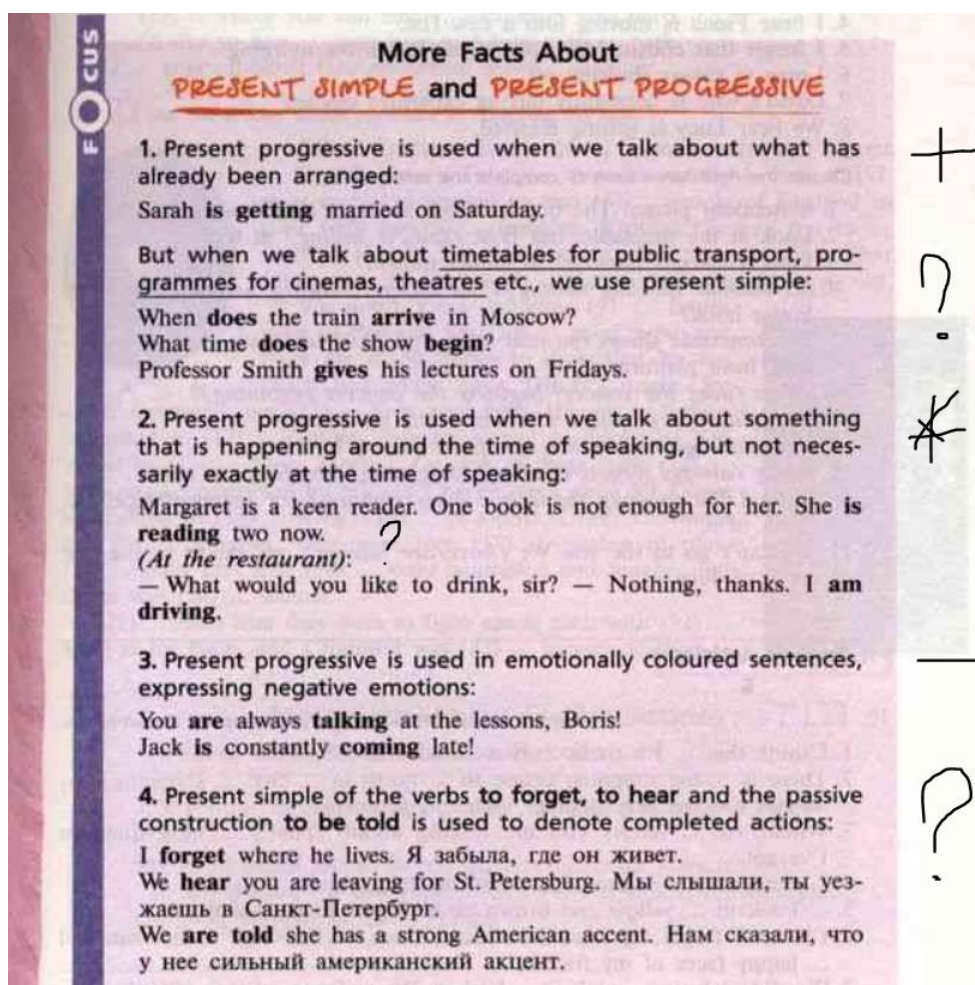 FOCUS
More Facts About
PRESENT SIMPLE and PRESENT PROGRESSIVE
1. Present progressive is used when we talk about what has
already been arranged:
Sarah is getting married on Saturday.
But when we talk about timetables for public transport, pro-
grammes for cinemas, theatres etc., we use present simple:
When does the train arrive in Moscow?
What time does the show begin?
Professor Smith gives his lectures on Fridays.
2. Present progressive is used when we talk about something
that is happening around the time of speaking, but not neces-
sarily exactly at the time of speaking:
Margaret is a keen reader. One book is not enough for her. She is
reading two now. ?
(At the restaurant):
— What would you like to drink, sir? — Nothing, thanks. I am
driving.
3. Present progressive is used in emotionally coloured sentences,
expressing negative emotions:
You are always talking at the lessons, Boris!
Jack is constantly coming late!
4. Present simple of the verbs to forget, to hear and the passive
construction to be told is used to denote completed actions:
I forget where he lives. Я забыла, где он живет.
We hear you are leaving for St. Petersburg. Мы слышали, ты уез-
жаешь в Санкт-Петербург.
We are told she has a strong American accent. Нам сказали, что
у нее сильный американский акцент.
+
?
*
—
?